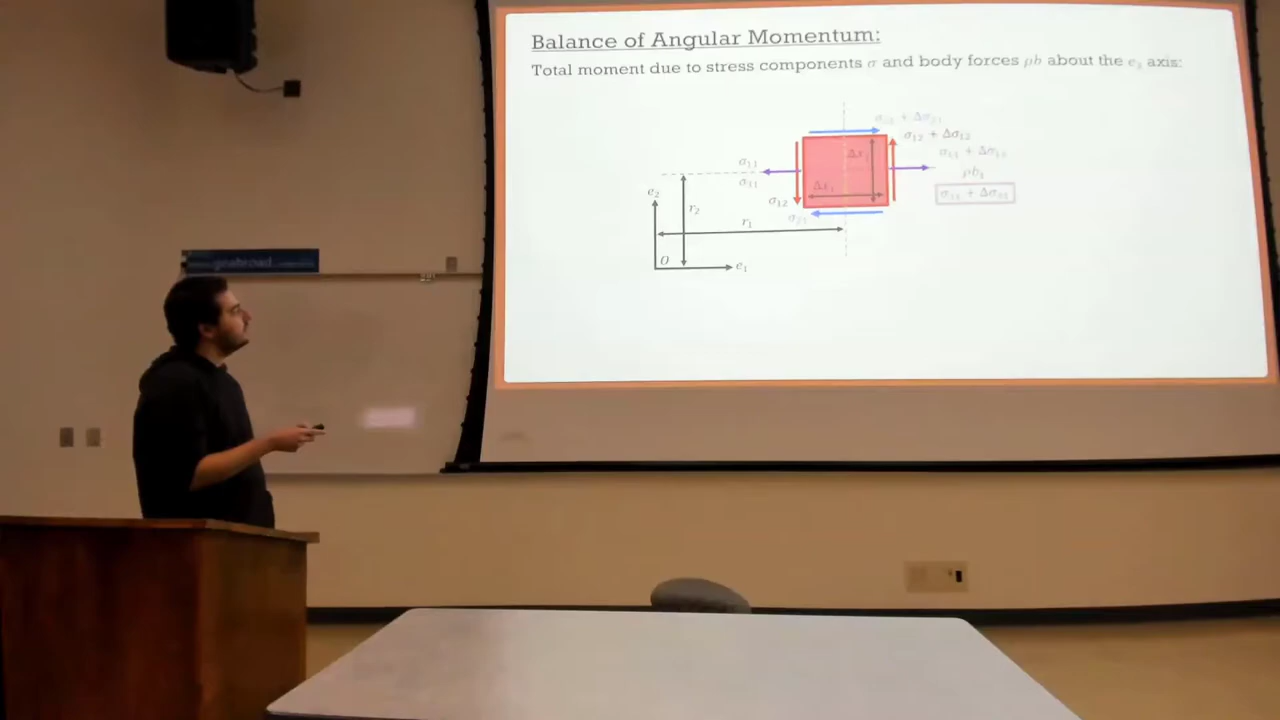 Balance of Angular Momentum:
Total moment due to stress components σ and body forces ρb about the e₃ axis:
σ₁₂ + Δσ₁₂
σ₁₁ + Δσ₁₁
ρb₁
σ₁₁
σ₁₁
Δx₁
σ₁₂
σ₂₁
e₂
r₂
r₁
O
e₁